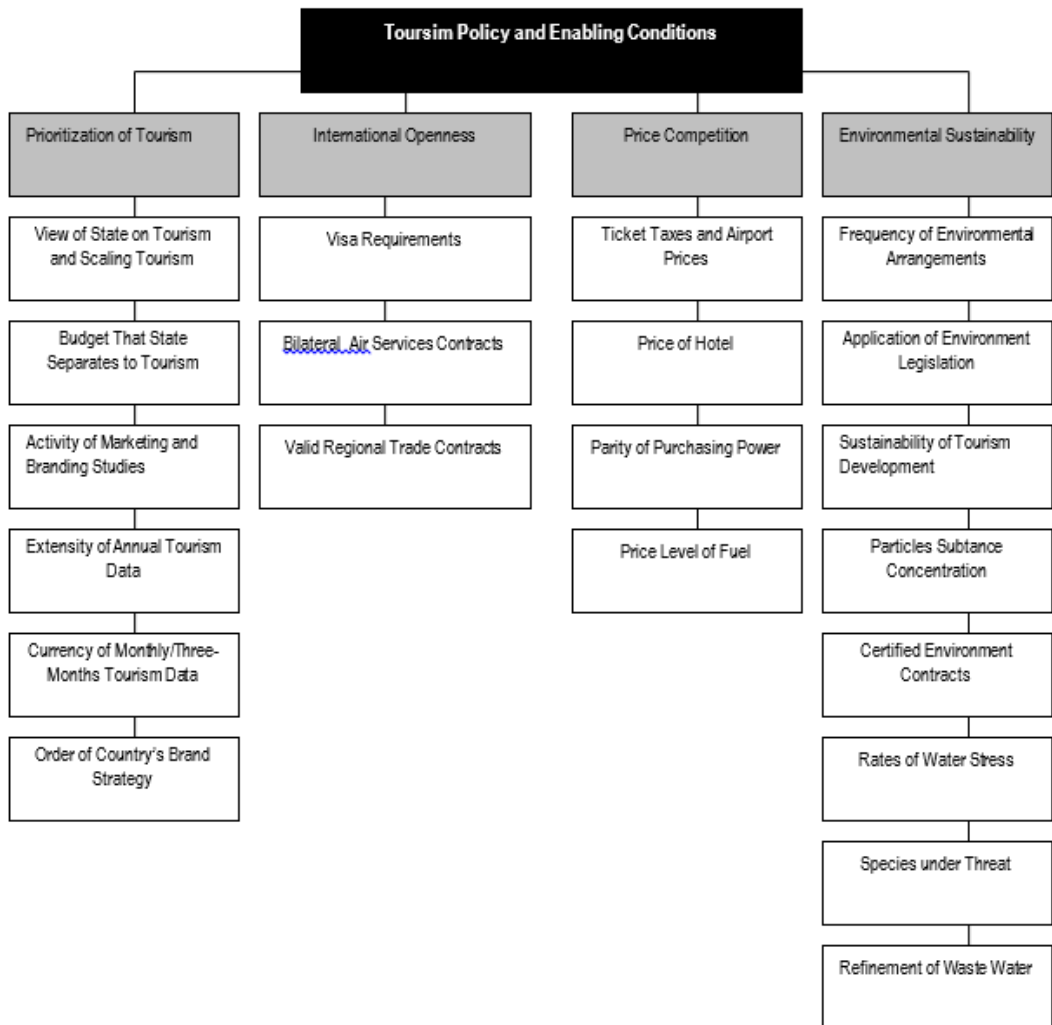 Toursim Policy and Enabling Conditions
Prioritization of Tourism
International Openness
Price Competition
Environmental Sustainability
View of State on Tourism
and Scaling Tourism
Visa Requirements
Ticket Taxes and Airport
Prices
Frequency of Environmental
Arrangements
Budget That State
Separates to Tourism
Bilateral Air Services Contracts
Price of Hotel
Application of Environment
Legislation
Activity of Marketing and
Branding Studies
Valid Regional Trade Contracts
Parity of Purchasing Power
Sustainability of Tourism
Development
Extensity of Annual Tourism
Data
Price Level of Fuel
Particles Subtance
Concentration
Currency of Monthly/Three-
Months Tourism Data
Certified Environment
Contracts
Order of Country's Brand
Strategy
Rates of Water Stress
Species under Threat
Refinement of Waste Water